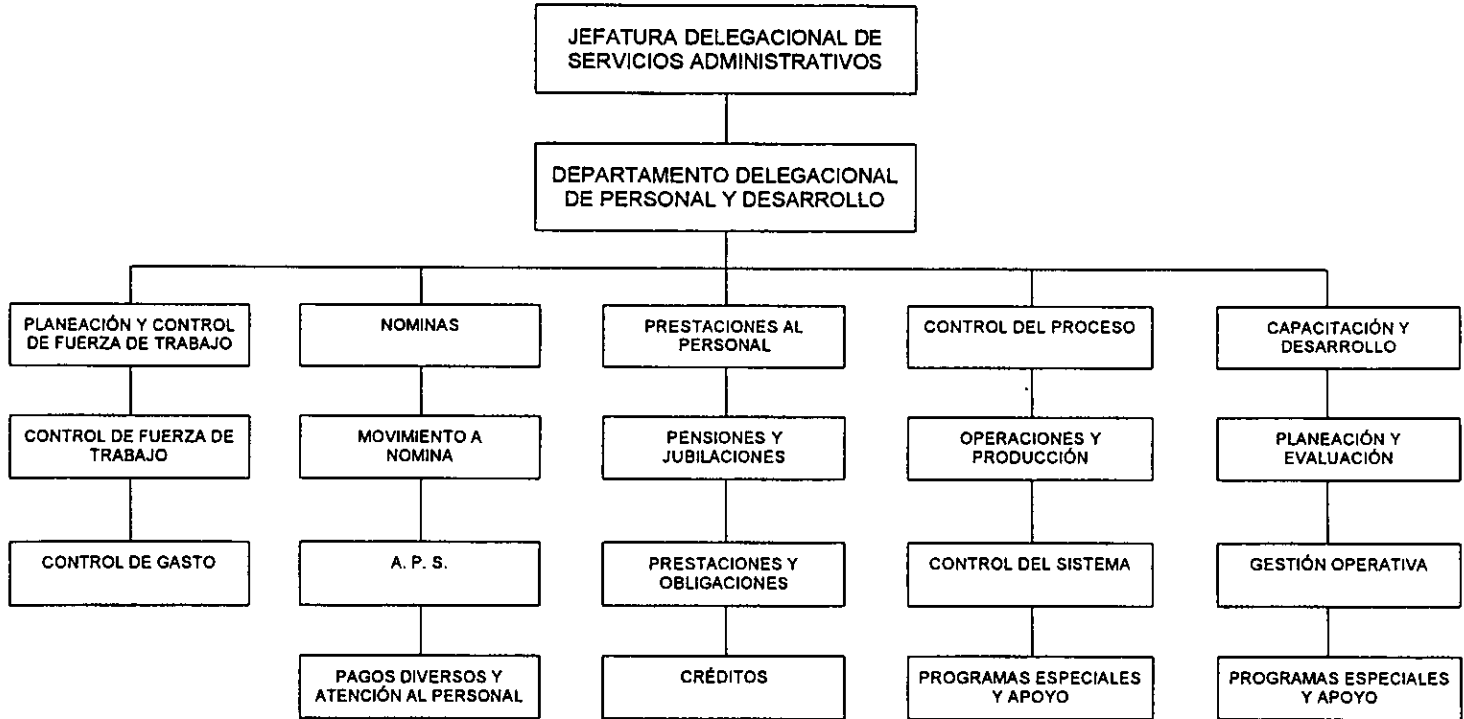 JEFATURA DELEGACIONAL DE
SERVICIOS ADMINISTRATIVOS
DEPARTAMENTO DELEGACIONAL
DE PERSONAL Y DESARROLLO
PLANEACIÓN Y CONTROL
DE FUERZA DE TRABAJO
NOMINAS
PRESTACIONES AL
PERSONAL
CONTROL DEL PROCESO
CAPACITACIÓN Y
DESARROLLO
CONTROL DE FUERZA DE
TRABAJO
MOVIMIENTO A
NOMINA
PENSIONES Y
JUBILACIONES
OPERACIONES Y
PRODUCCIÓN
PLANEACIÓN Y
EVALUACIÓN
CONTROL DE GASTO
A. P. S.
PRESTACIONES Y
OBLIGACIONES
CONTROL DEL SISTEMA
GESTIÓN OPERATIVA
PAGOS DIVERSOS Y
ATENCIÓN AL PERSONAL
CRÉDITOS
PROGRAMAS ESPECIALES
Y APOYO
PROGRAMAS ESPECIALES
Y APOYO